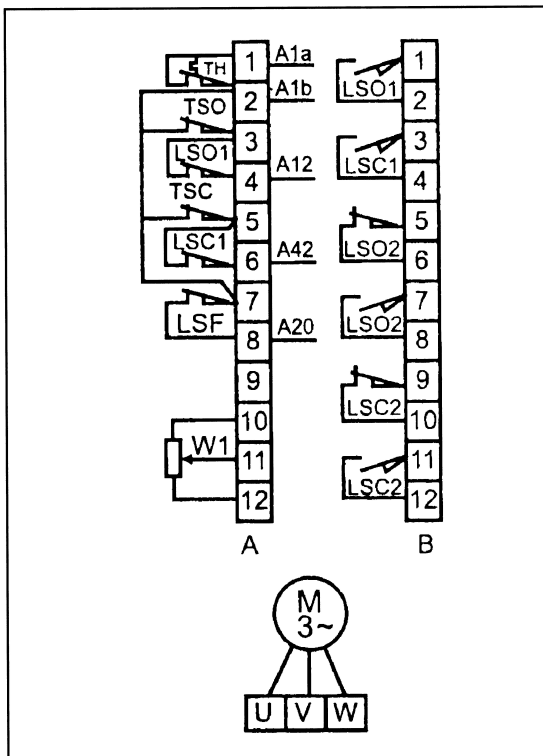 TH 1 A1a 1
2 A1b LSO1 2
TSO
3 3
LSO1 LSC1
4 A12 4
TSC
5 5
LSC1 LSO2
6 A42 6
7 7
LSF LSO2
8 A20 8
9 9
LSC2
10 10
W1 11 11
LSC2
12 12
A B
M
3~
U V W